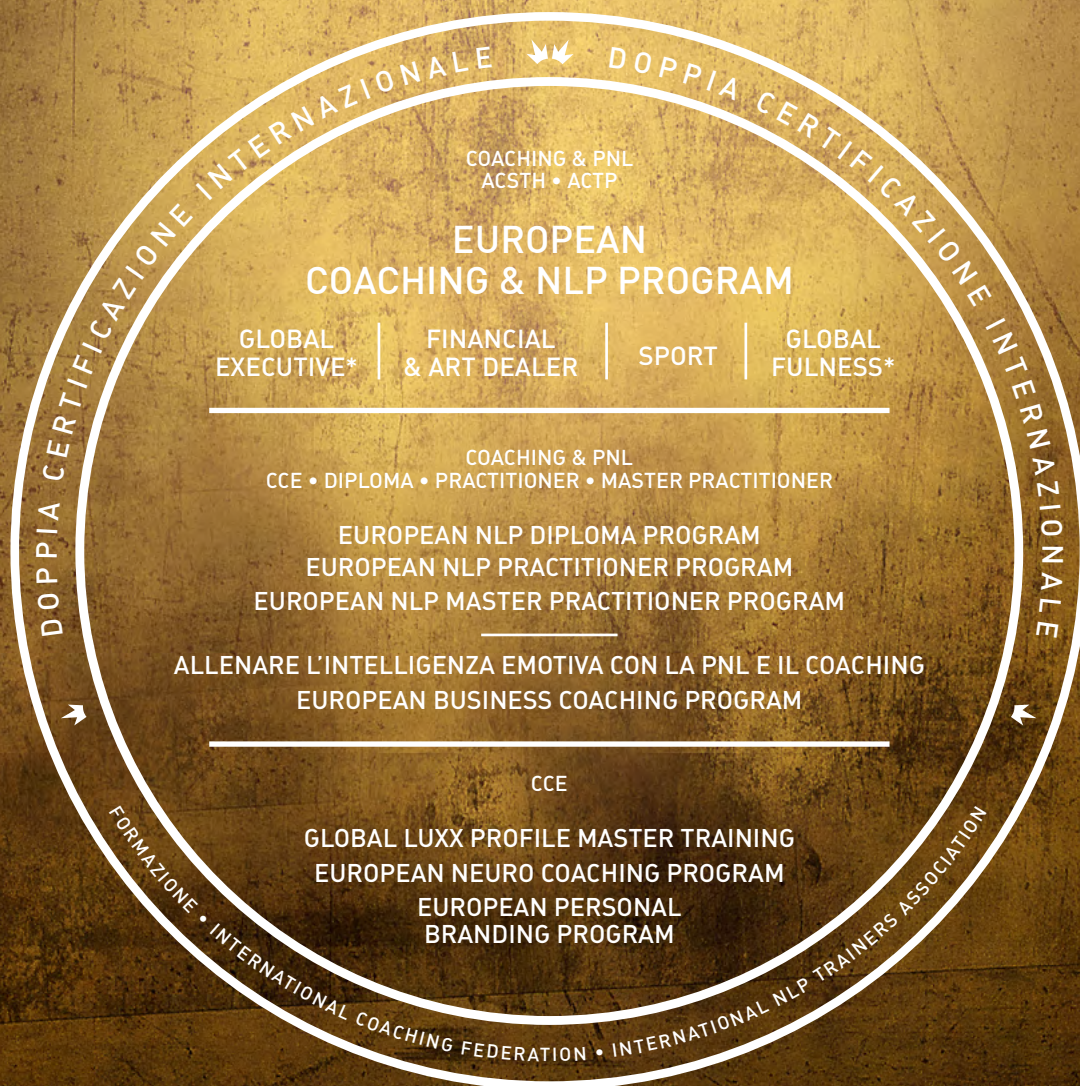 DOPPIA CERTIFICAZIONE INTERNAZIONALE
DOPPIA CERTIFICAZIONE INTERNAZIONALE
COACHING & PNL
ACSTH • ACTP
EUROPEAN
COACHING & NLP PROGRAM
GLOBAL
EXECUTIVE*
FINANCIAL
& ART DEALER
SPORT
GLOBAL
FULNESS*
COACHING & PNL
CCE • DIPLOMA • PRACTITIONER • MASTER PRACTITIONER
EUROPEAN NLP DIPLOMA PROGRAM
EUROPEAN NLP PRACTITIONER PROGRAM
EUROPEAN NLP MASTER PRACTITIONER PROGRAM
ALLENARE L'INTELLIGENZA EMOTIVA CON LA PNL E IL COACHING
EUROPEAN BUSINESS COACHING PROGRAM
CCE
GLOBAL LUXX PROFILE MASTER TRAINING
EUROPEAN NEURO COACHING PROGRAM
EUROPEAN PERSONAL
BRANDING PROGRAM
FORMAZIONE • INTERNATIONAL COACHING FEDERATION • INTERNATIONAL NLP TRAINERS ASSOCIATION